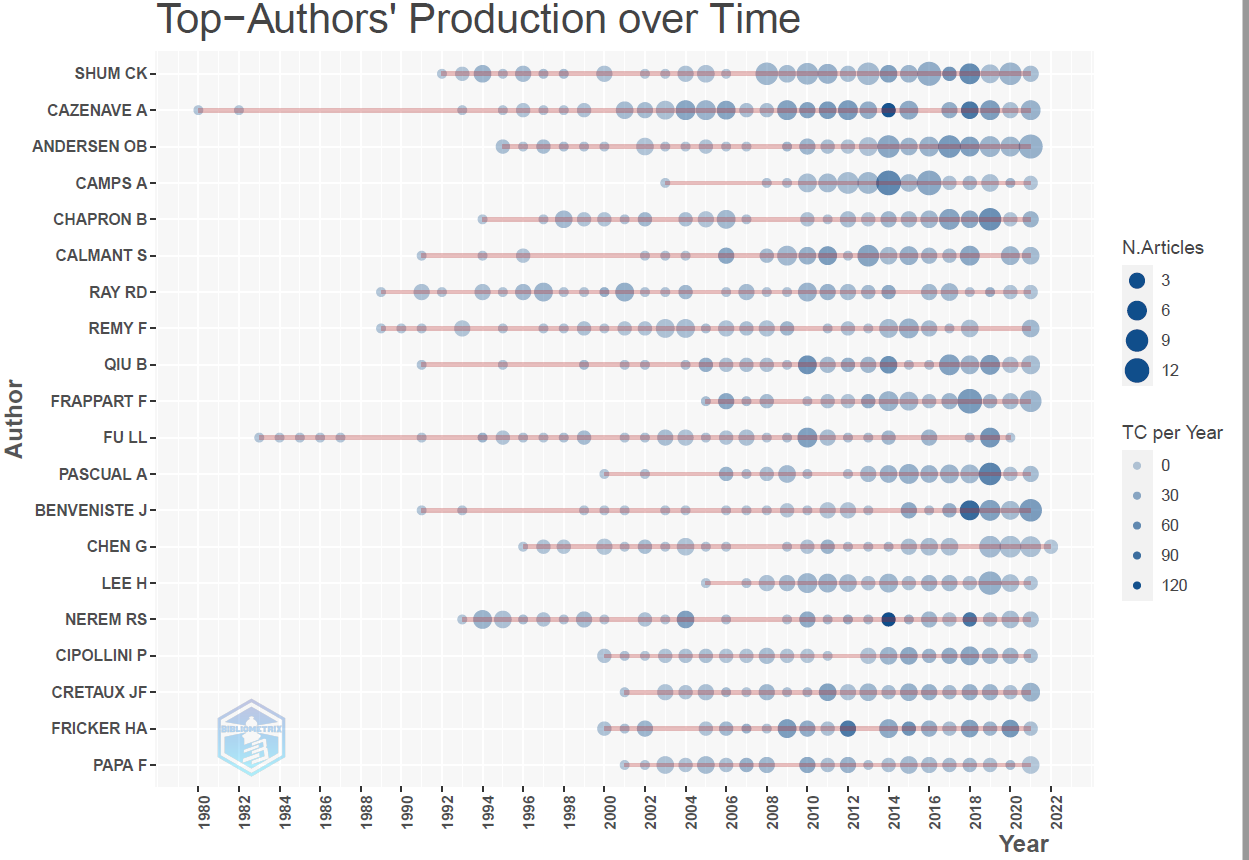 Top-Authors' Production over Time
SHUM CK
CAZENAVE A
ANDERSEN OB
CAMPS A
CHAPRON B
CALMANT S
RAY RD
REMY F
QIU B
FRAPPART F
FU LL
PASCUAL A
BENVENISTE J
CHEN G
LEE H
NEREM RS
CIPOLLINI P
CRETAUX JF
FRICKER HA
PAPA F
Author
N.Articles
3
6
9
12
TC per Year
0
30
60
90
120
BIBLIOMETRIX
1980 1982 1984 1986 1988 1989 1990 1992 1994 1996 1998 2000 2002 2004 2006 2008 2010 2012 2014 2016 2018 2020 2022
Year